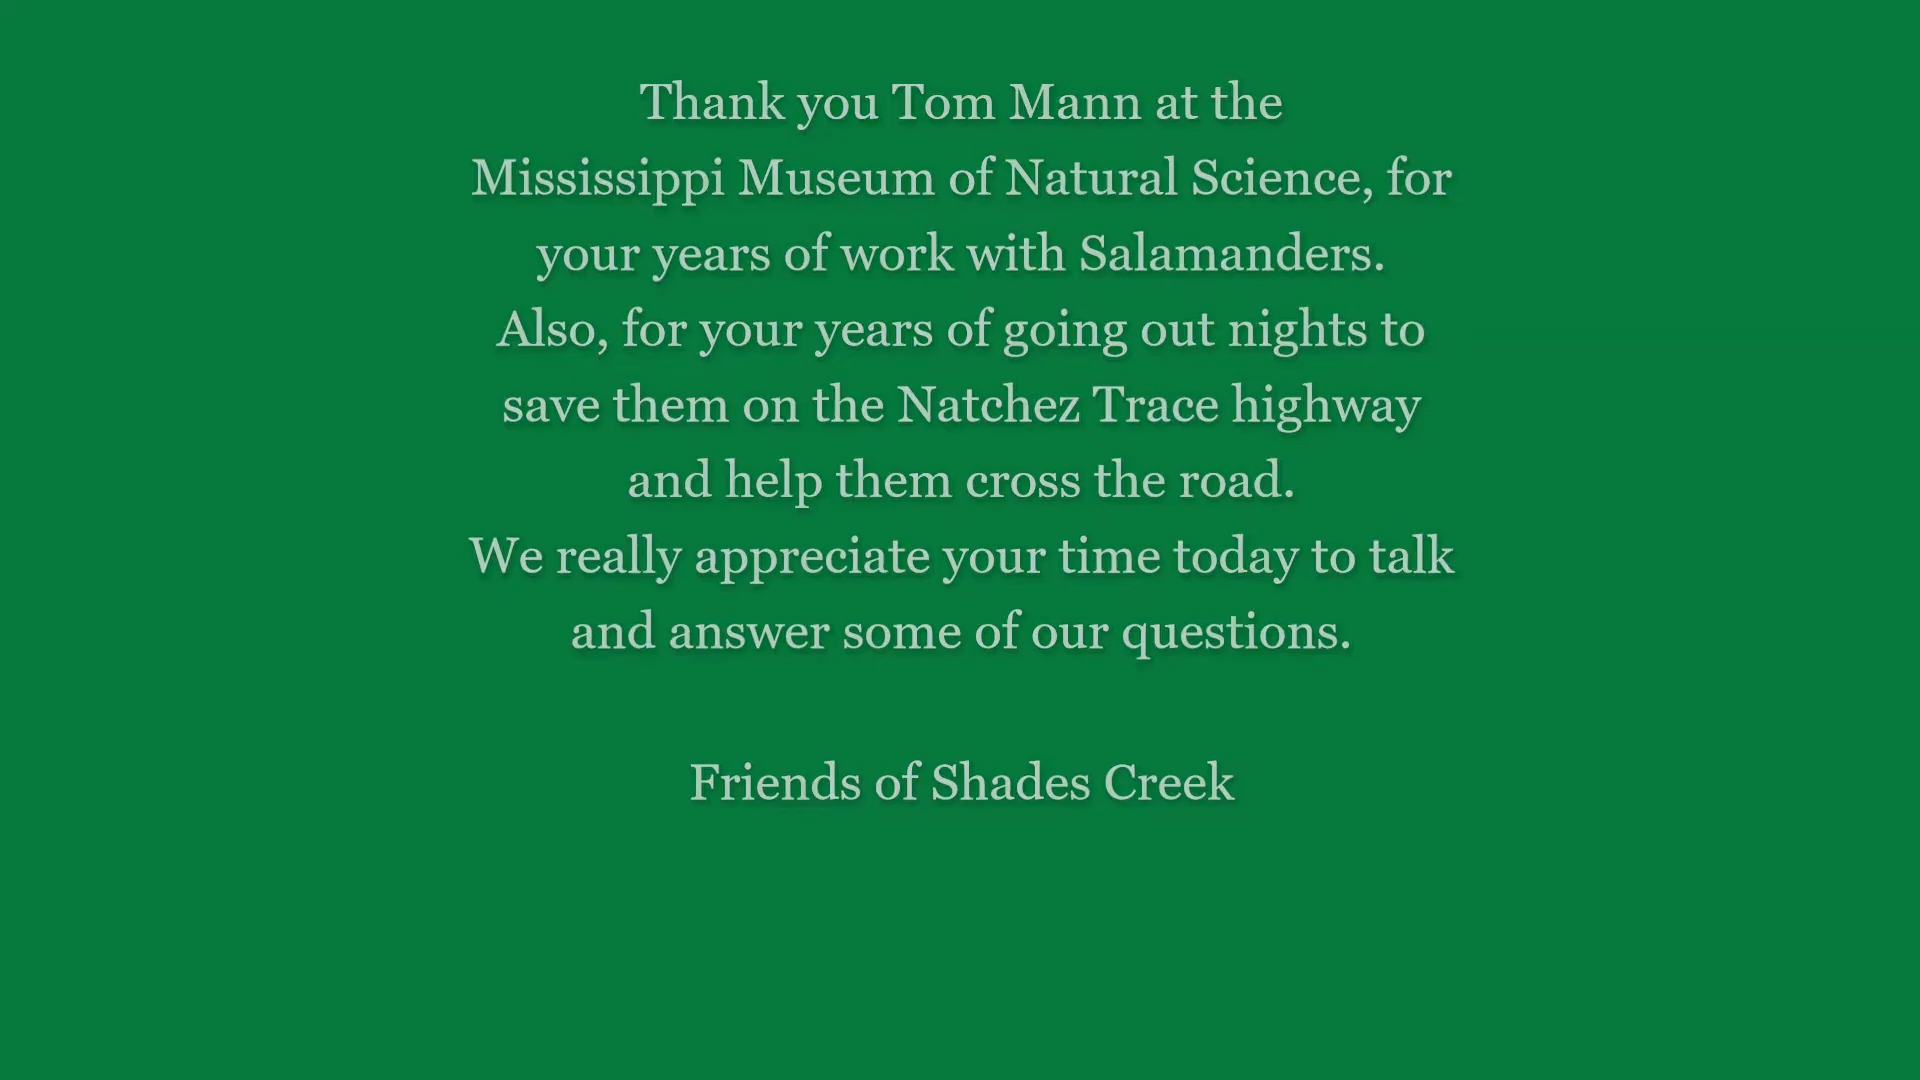 Thank you Tom Mann at the
Mississippi Museum of Natural Science, for
your years of work with Salamanders.
Also, for your years of going out nights to
save them on the Natchez Trace highway
and help them cross the road.
We really appreciate your time today to talk
and answer some of our questions.
Friends of Shades Creek